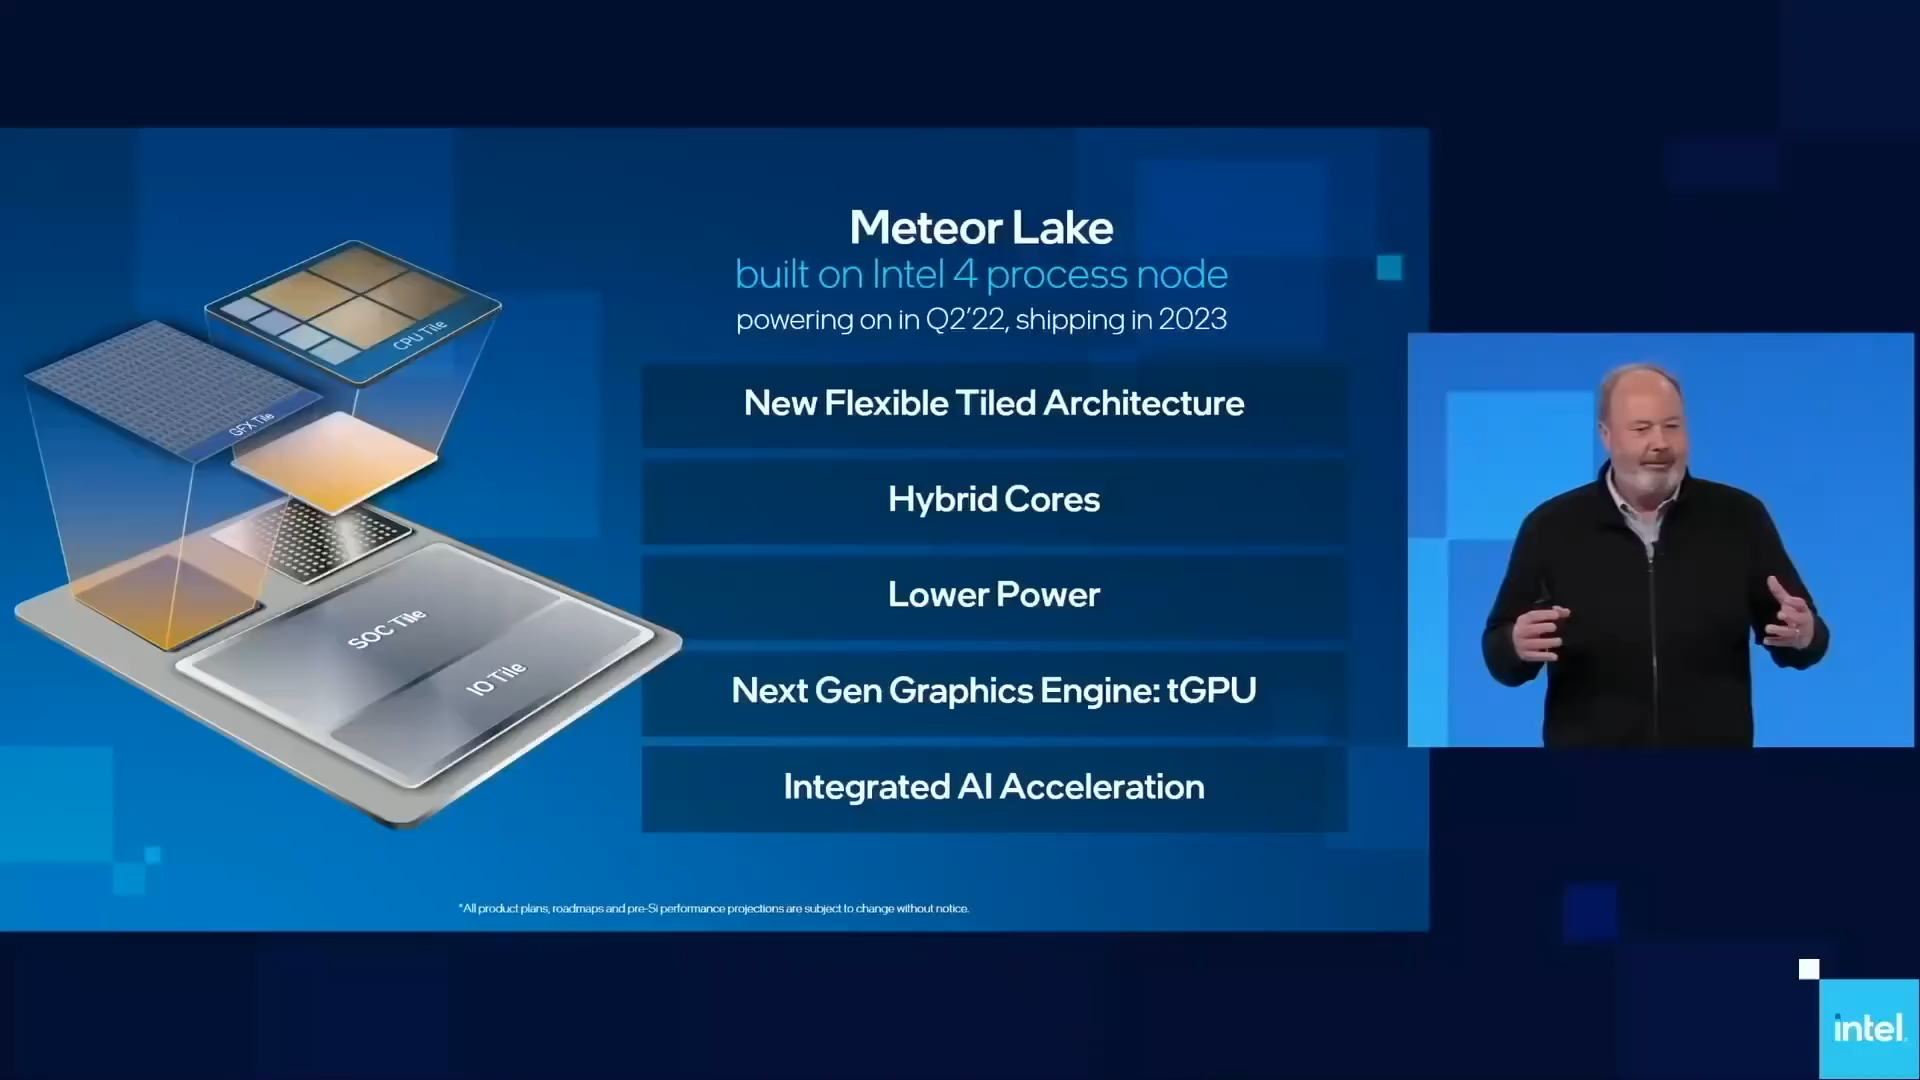 Meteor Lake
built on Intel 4 process node
powering on in Q2'22, shipping in 2023
CPU Tile
GFX Tile
SOC Tile
IO Tile
New Flexible Tiled Architecture
Hybrid Cores
Lower Power
Next Gen Graphics Engine: tGPU
Integrated AI Acceleration
*All product plans, roadmaps and pre-Si performance projections are subject to change without notice.
intel.